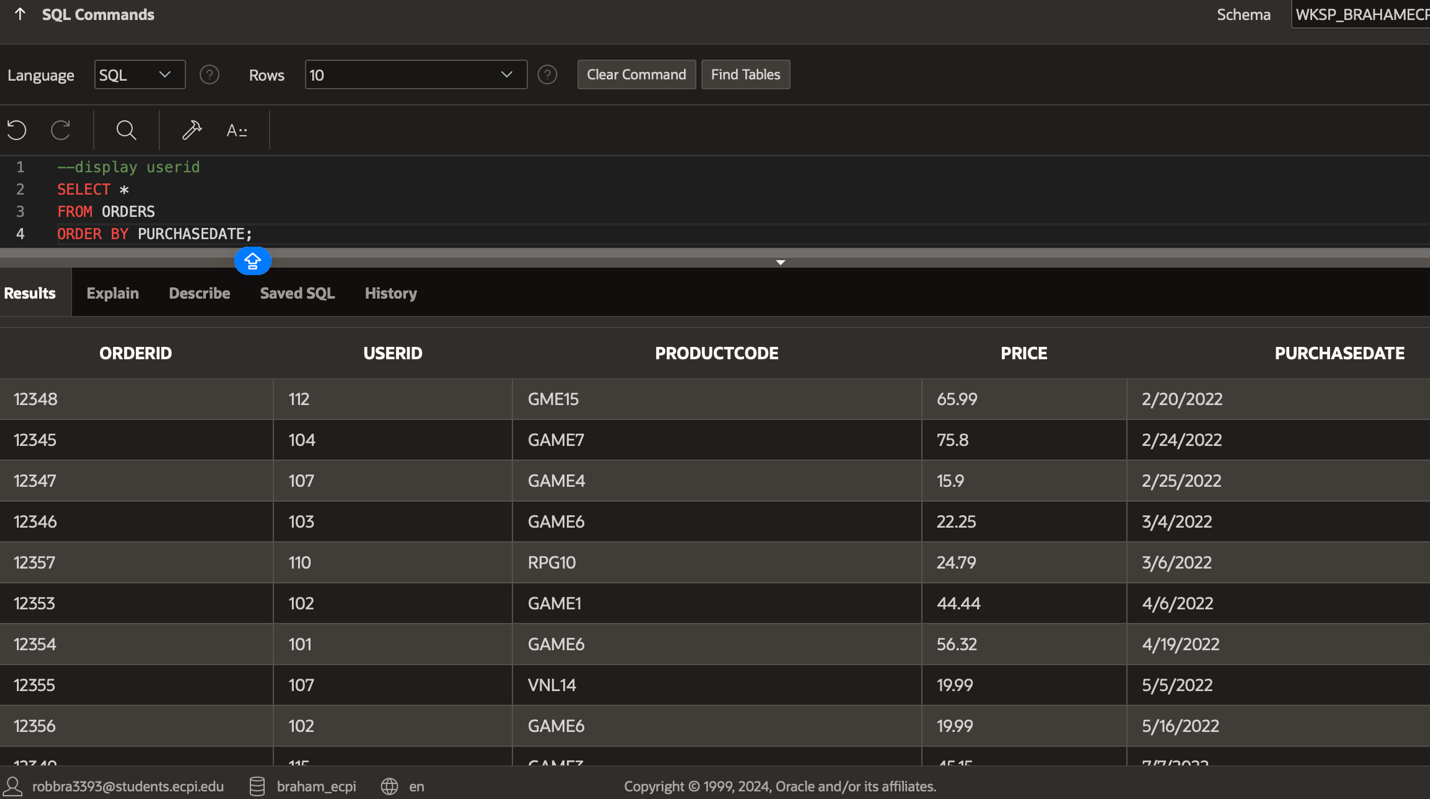 SQL Commands Schema WKSP_BRAHAMECP
Language SQL Rows 10 Clear Command Find Tables
A
1 --display userid
2 SELECT *
3 FROM ORDERS
4 ORDER BY PURCHASEDATE;
Results Explain Describe Saved SQL History
ORDERID USERID PRODUCTCODE PRICE PURCHASEDATE
12348 112 GME15 65.99 2/20/2022
12345 104 GAME7 75.8 2/24/2022
12347 107 GAME4 15.9 2/25/2022
12346 103 GAME6 22.25 3/4/2022
12357 110 RPG10 24.79 3/6/2022
12353 102 GAME1 44.44 4/6/2022
12354 101 GAME6 56.32 4/19/2022
12355 107 VNL14 19.99 5/5/2022
12356 102 GAME6 19.99 5/16/2022
robbra3393@students.ecpi.edu braham_ecpi en Copyright © 1999, 2024, Oracle and/or its affiliates.